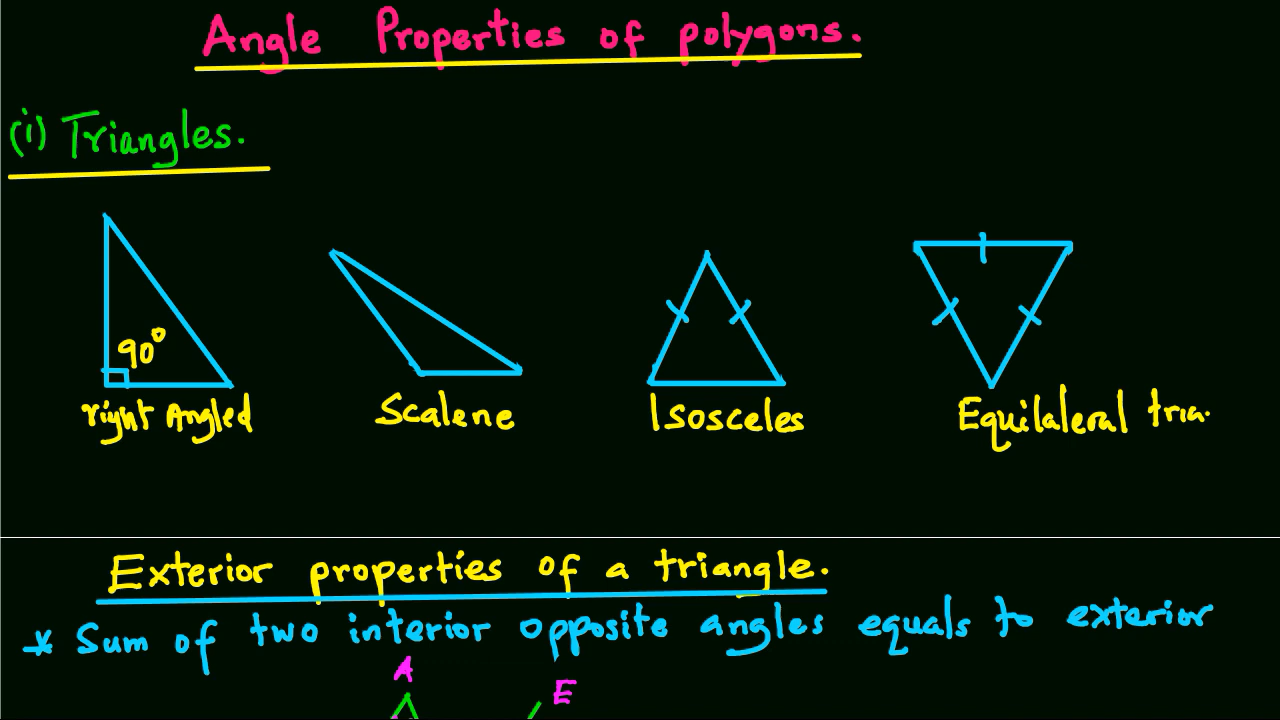 Angle Properties of polygons.
(i) Triangles.
90°
right Angled
Scalene
Isosceles
Equilaleral tria.
Exterior properties of a triangle.
* Sum of two interior opposite angles equals to exterior
A
E